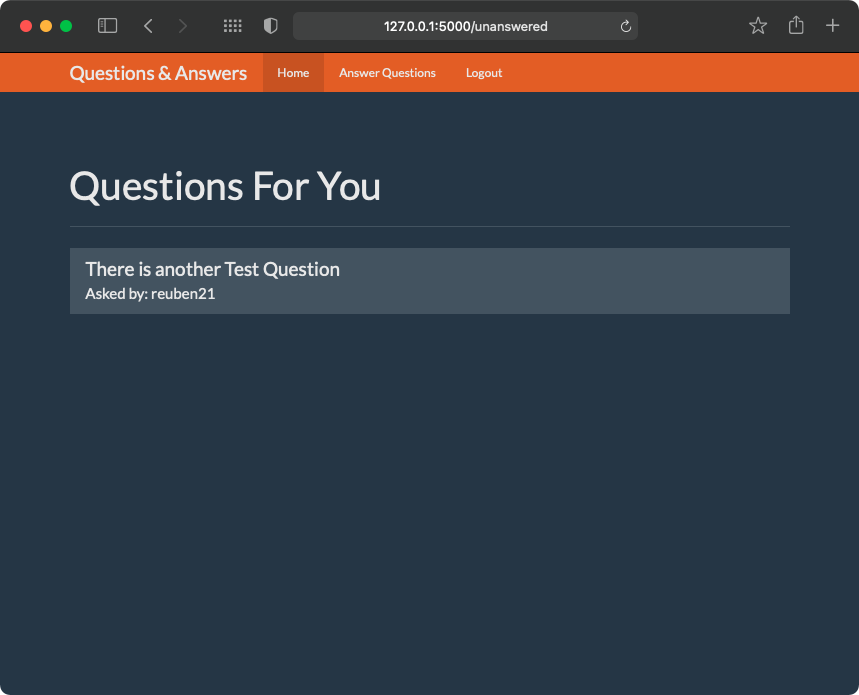 127.0.0.1:5000/unanswered
Questions & Answers Home Answer Questions Logout
Questions For You
There is another Test Question
Asked by: reuben21